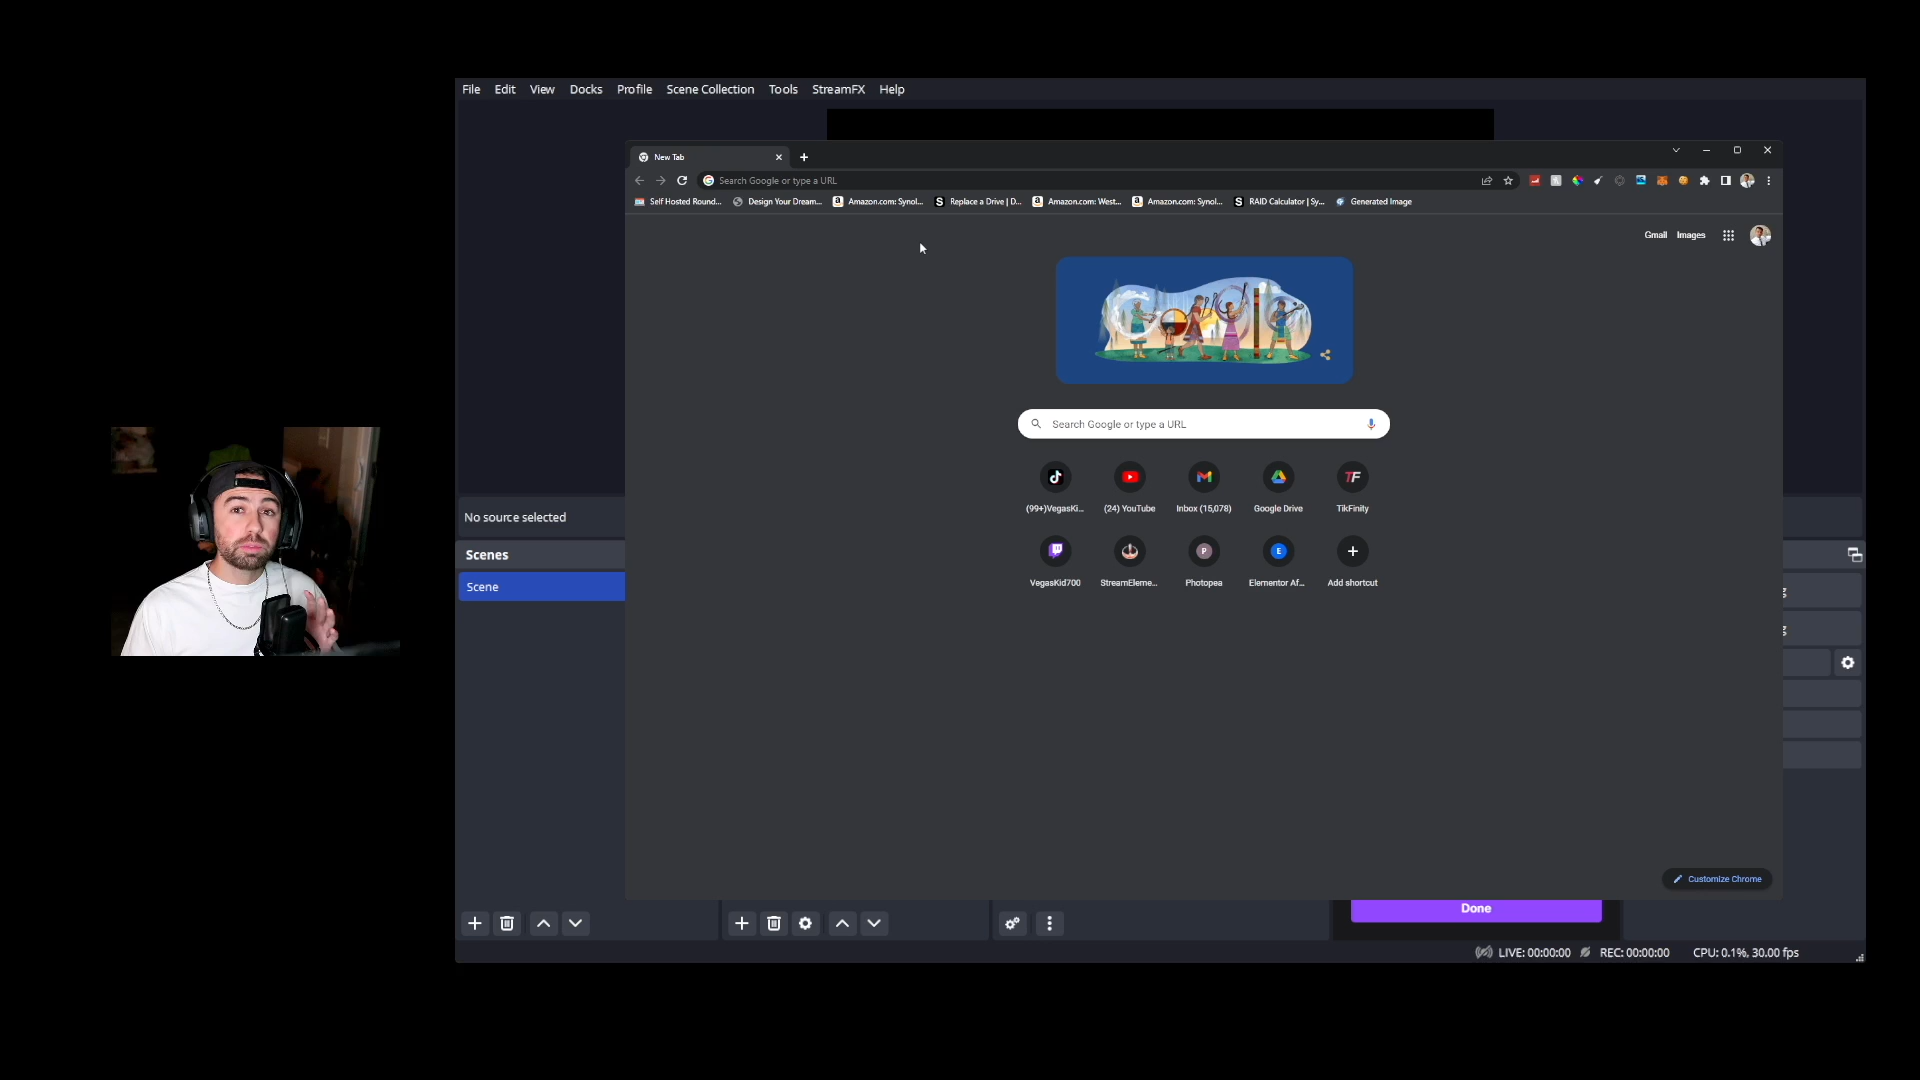 File Edit View Docks Profile Scene Collection Tools StreamFX Help
New Tab
Search Google or type a URL
Self Hosted Round... Design Your Dream... Amazon.com: Synol... Replace a Drive | D... Amazon.com: West... Amazon.com: Synol... RAID Calculator | Sy... Generated Image
Gmail Images
Search Google or type a URL
(99+)VegasKi... (24) YouTube Inbox (15,078) Google Drive TikFinity
VegasKid700 StreamEleme... Photopea Elementor Af... Add shortcut
No source selected
Scenes
Scene
Customize Chrome
Done
LIVE: 00:00:00 REC: 00:00:00 CPU: 0.1%, 30.00 fps